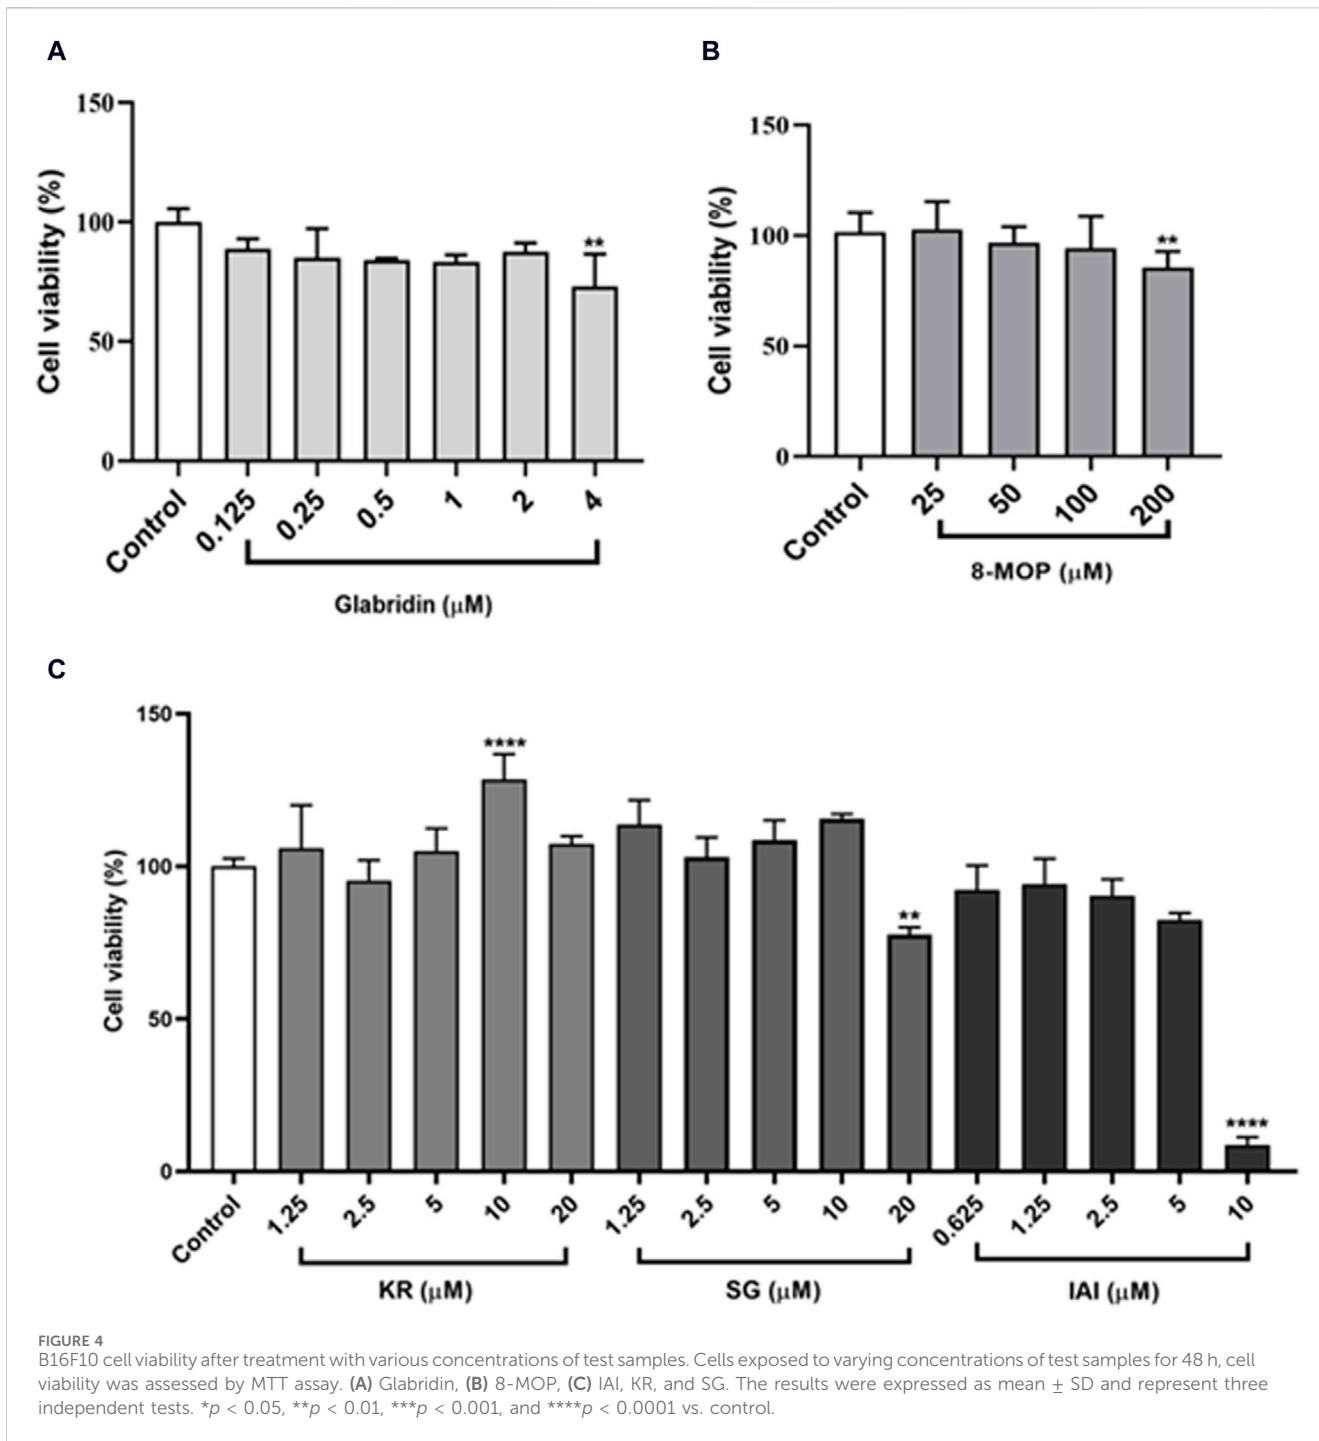 A
150
100
50
0
Cell viability (%)
**
Control
0.125
0.25
0.5
1
2
4
Glabridin (μM)
B
150
100
50
0
Cell viability (%)
**
Control
25
50
100
200
8-MOP (μM)
C
150
100
50
0
Cell viability (%)
****
**
****
Control
1.25
2.5
5
10
20
1.25
2.5
5
10
20
0.625
1.25
2.5
5
10
KR (μM)
SG (μM)
IAI (μM)
FIGURE 4
B16F10 cell viability after treatment with various concentrations of test samples. Cells exposed to varying concentrations of test samples for 48 h, cell
viability was assessed by MTT assay. (A) Glabridin, (B) 8-MOP, (C) IAI, KR, and SG. The results were expressed as mean ± SD and represent three
independent tests. *p < 0.05, **p < 0.01, ***p < 0.001, and ****p < 0.0001 vs. control.